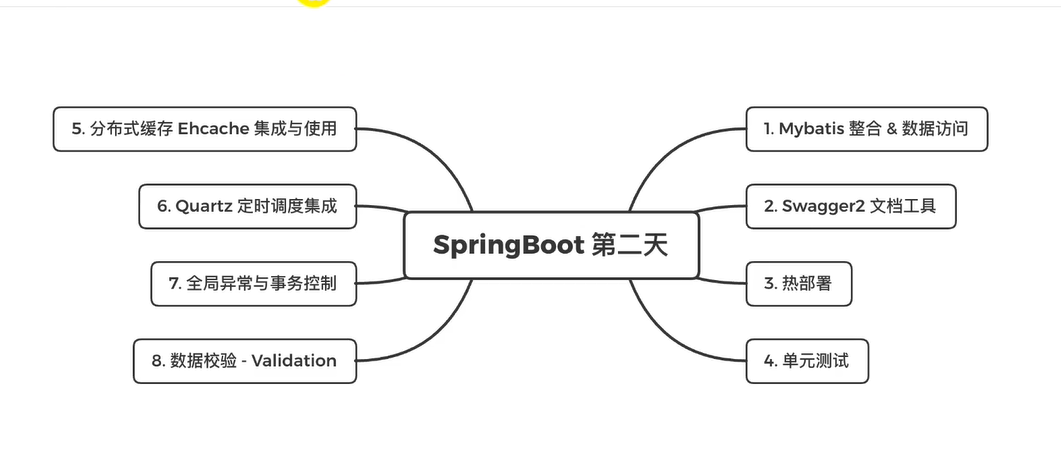 SpringBoot 第二天
1. Mybatis 整合 & 数据访问
2. Swagger2 文档工具
3. 热部署
4. 单元测试
5. 分布式缓存 Ehcache 集成与使用
6. Quartz 定时调度集成
7. 全局异常与事务控制
8. 数据校验 - Validation